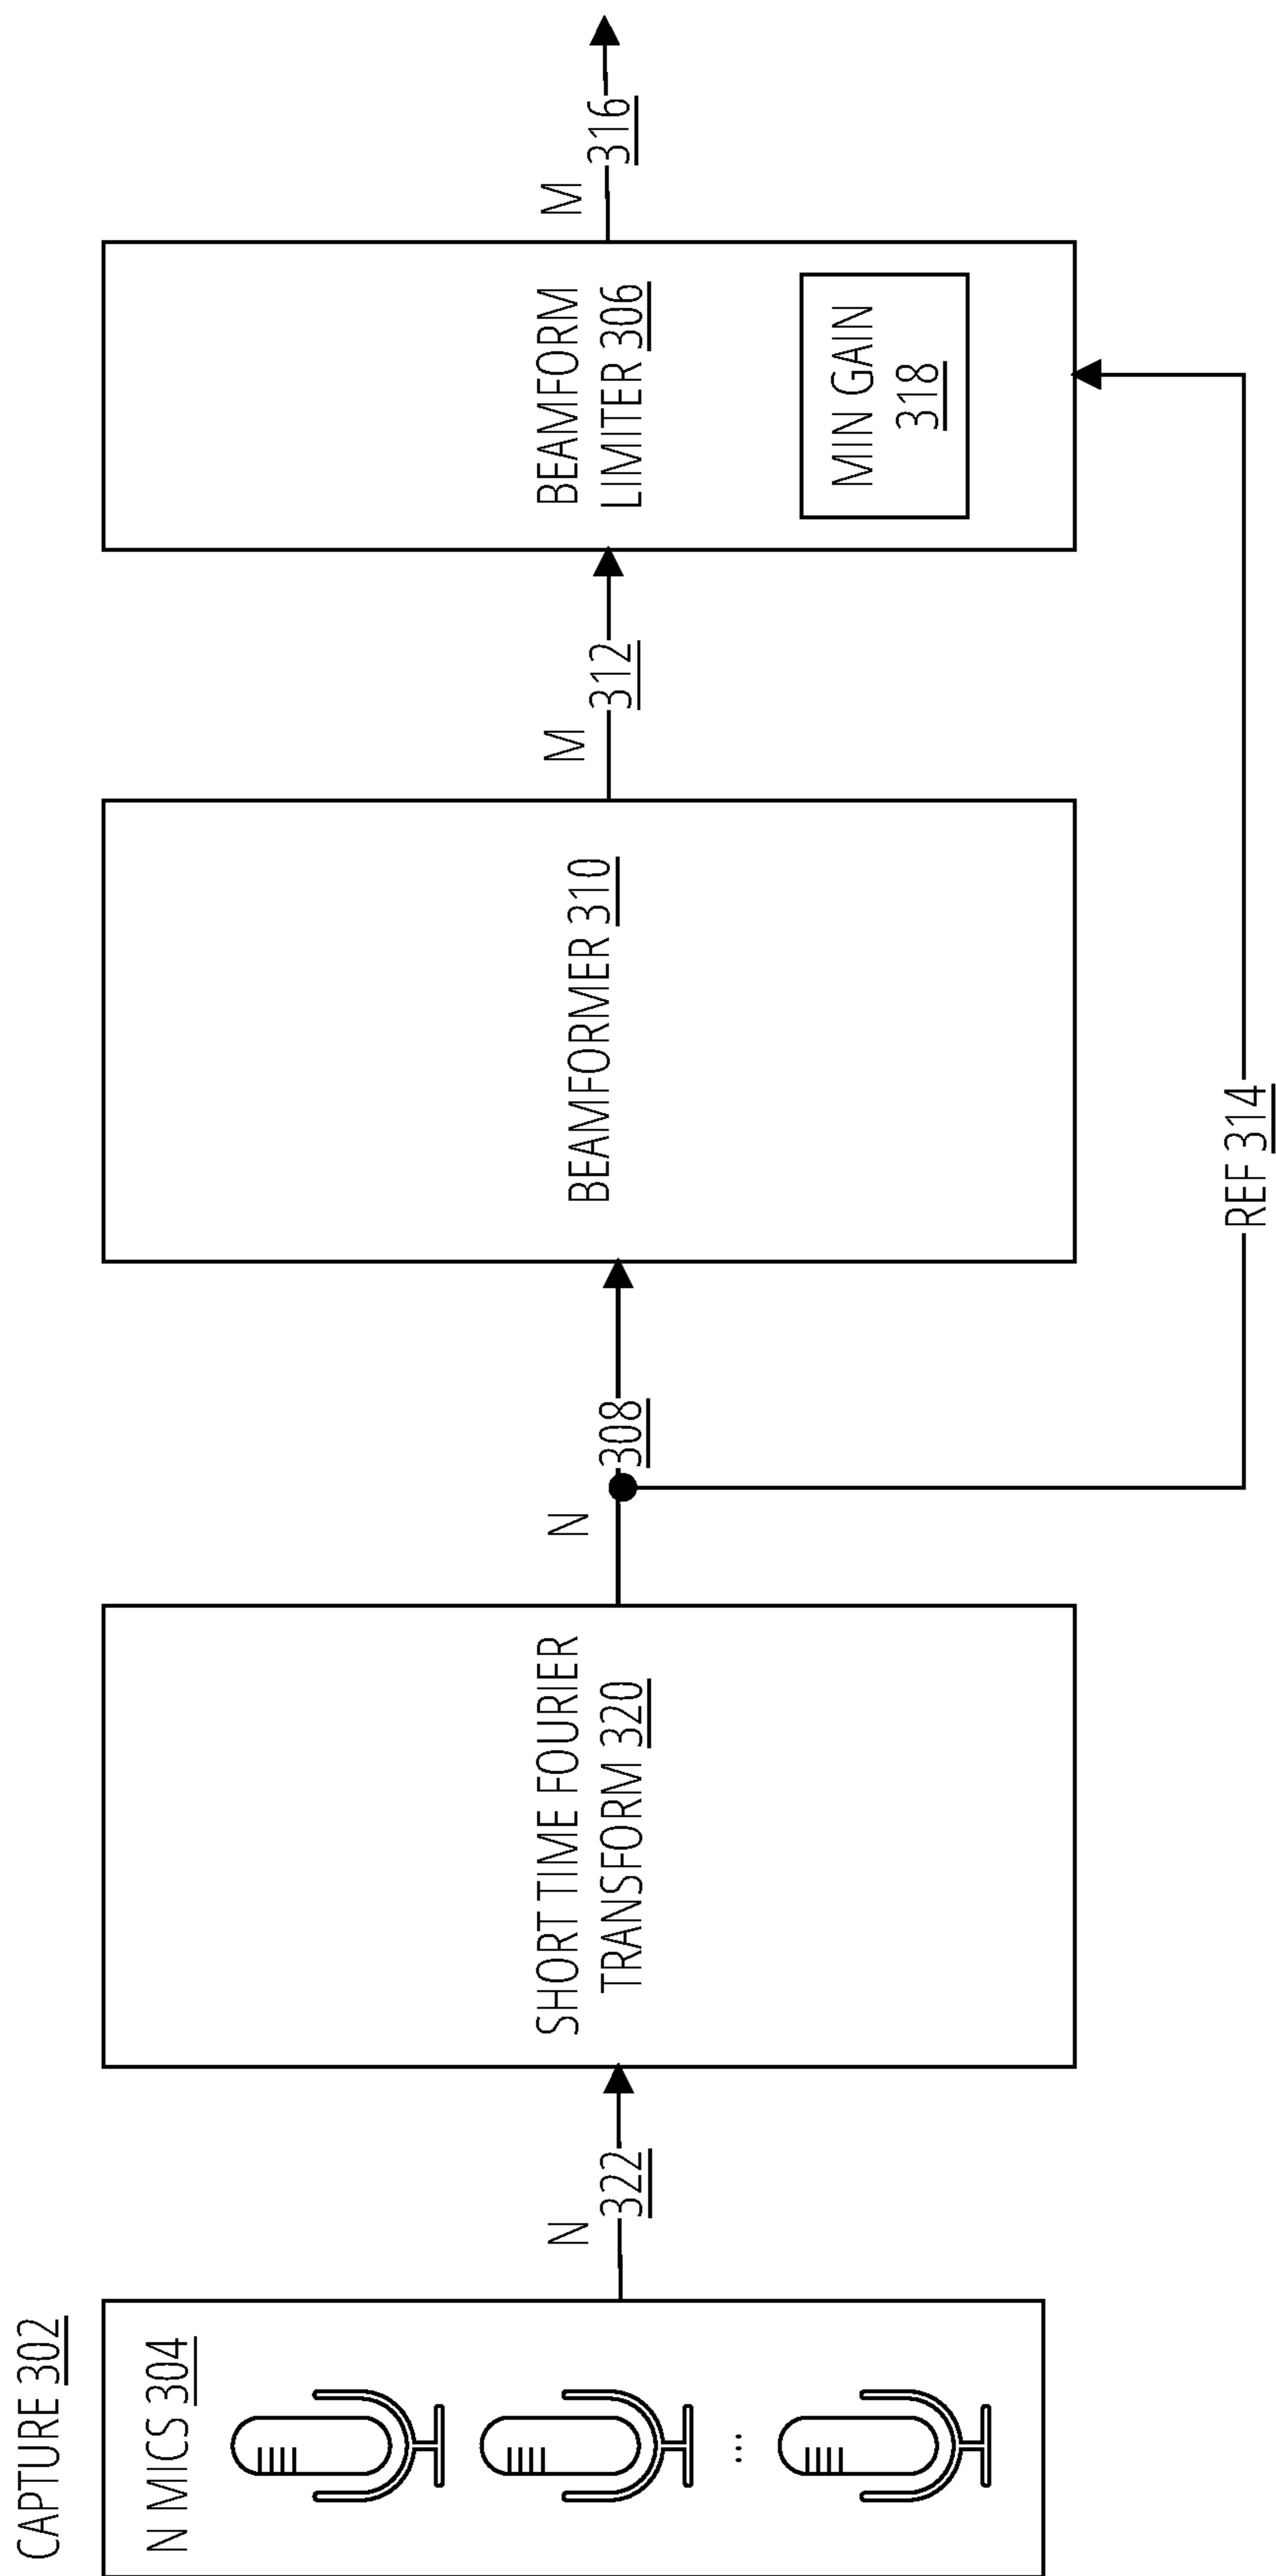 CAPTURE 302
N MICS 304
...
N
322
SHORT TIME FOURIER
TRANSFORM 320
N
308
BEAMFORMER 310
M
312
BEAMFORM
LIMITER 306
MIN GAIN
318
M
316
REF 314